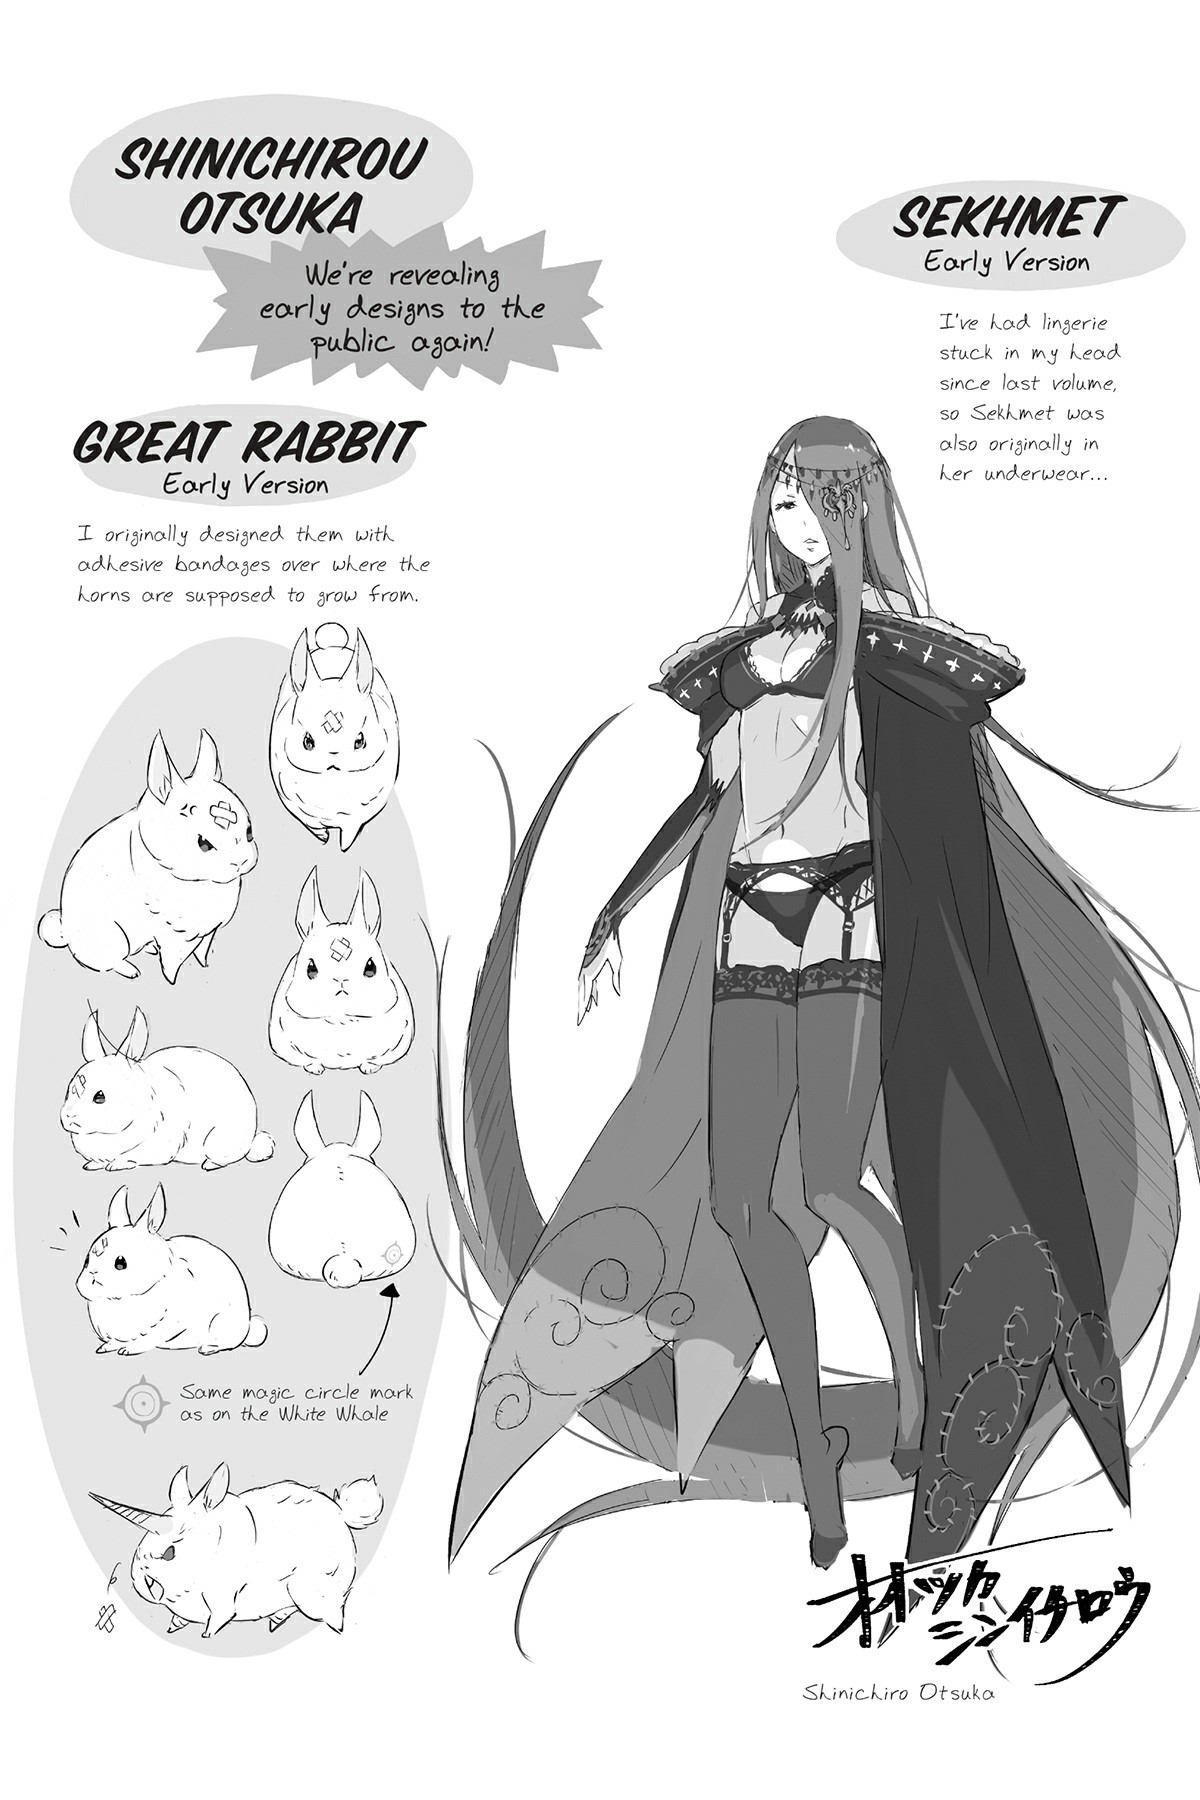 SHINICHIROU
OTSUKA
We're revealing
early designs to the
public again!
GREAT RABBIT
Early Version
I originally designed them with
adhesive bandages over where the
horns are supposed to grow from.
Same magic circle mark
as on the White Whale
SEKHMET
Early Version
I've had lingerie
stuck in my head
since last volume,
so Sekhmet was
also originally in
her underwear...
オオツカ
シンイチロウ
Shinichiro Otsuka